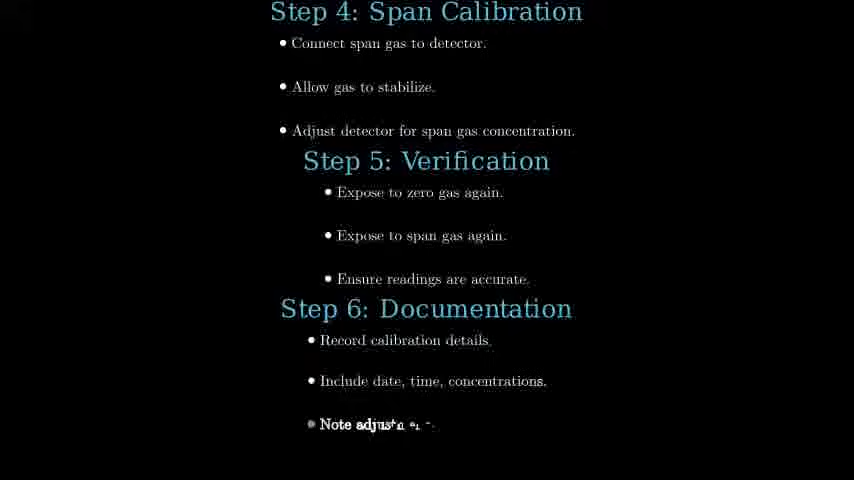 Step 4: Span Calibration
• Connect span gas to detector.
• Allow gas to stabilize.
• Adjust detector for span gas concentration.
Step 5: Verification
• Expose to zero gas again.
• Expose to span gas again.
• Ensure readings are accurate.
Step 6: Documentation
• Record calibration details.
• Include date, time, concentrations.
• Note